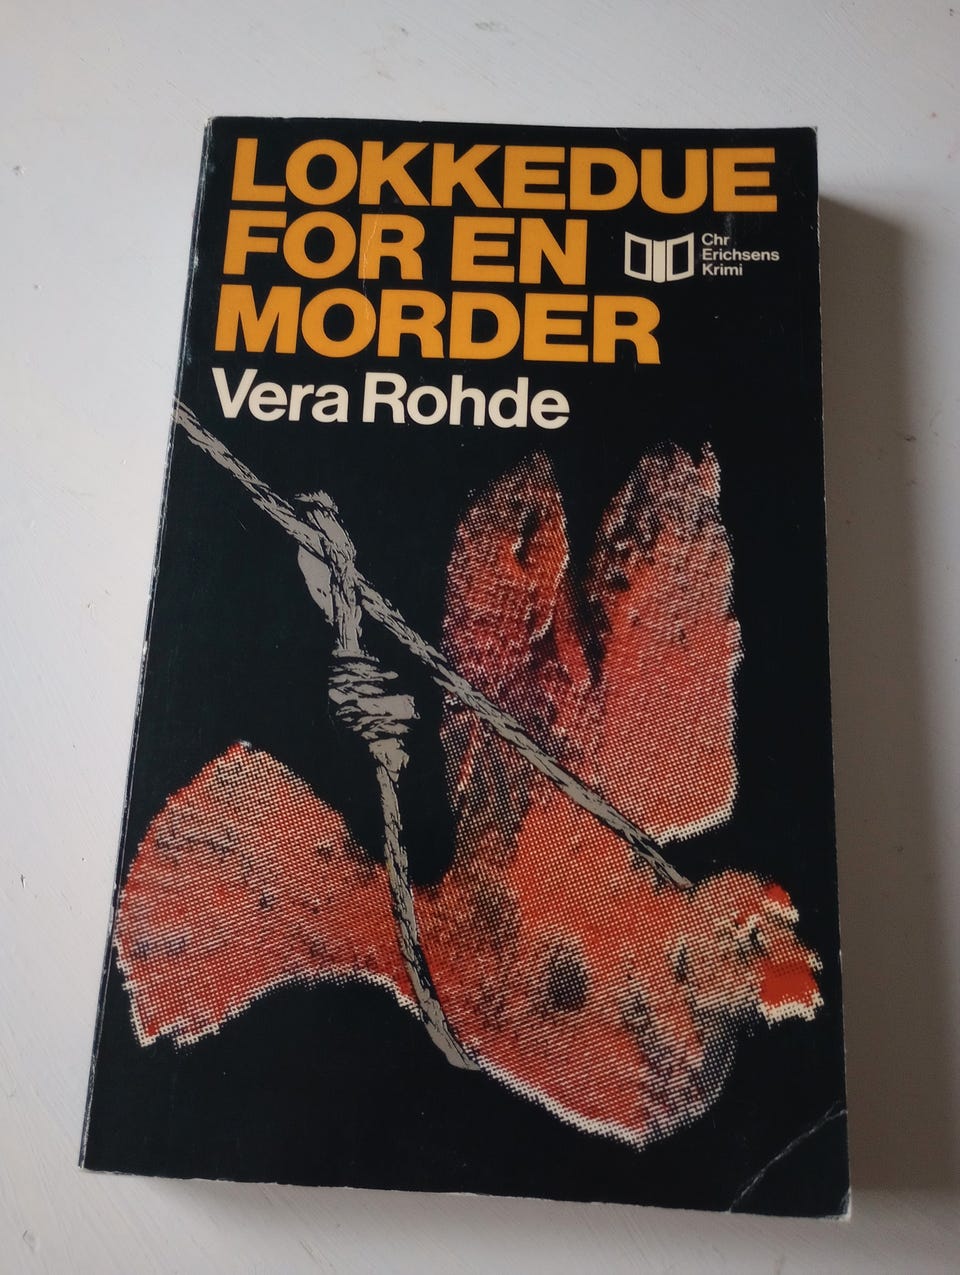 LOKKEDUE
FOR EN
MORDER
Chr
Erichsens
Krimi
Vera Rohde